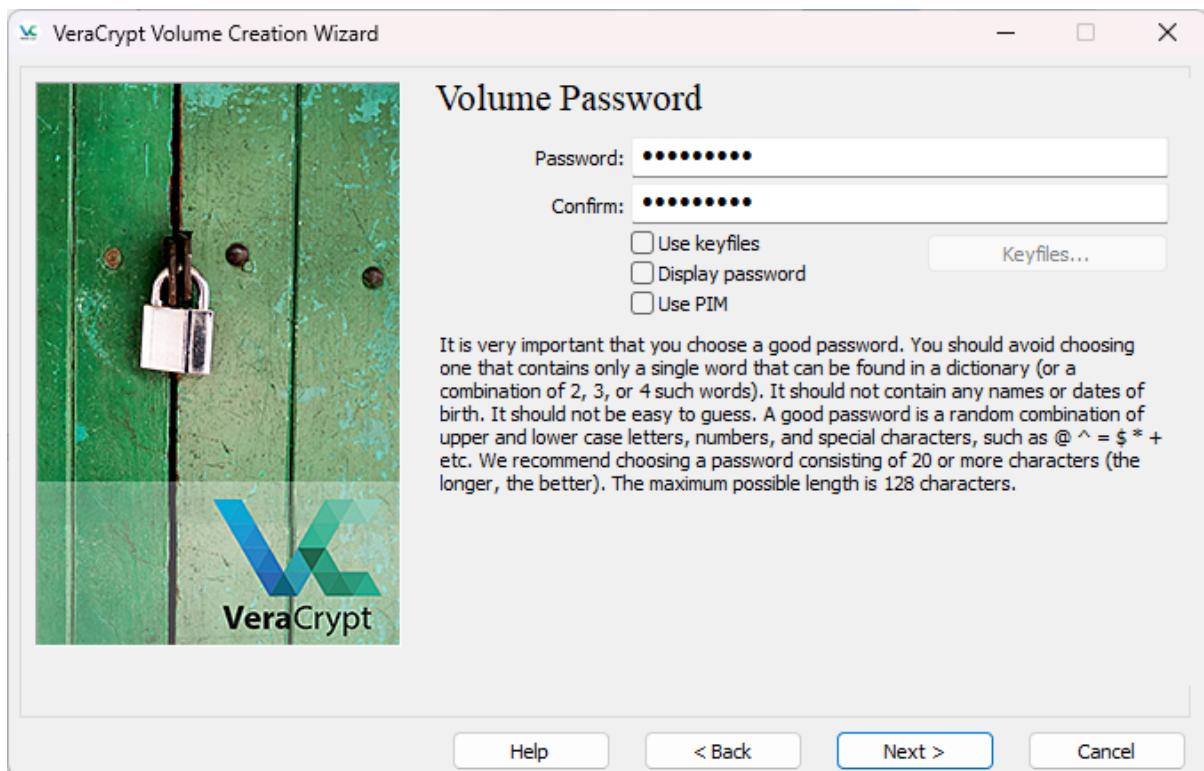 VeraCrypt Volume Creation Wizard
Volume Password
Password: •••••••••
Confirm: •••••••••
Use keyfiles
Keyfiles...
Display password
Use PIM
It is very important that you choose a good password. You should avoid choosing
one that contains only a single word that can be found in a dictionary (or a
combination of 2, 3, or 4 such words). It should not contain any names or dates of
birth. It should not be easy to guess. A good password is a random combination of
upper and lower case letters, numbers, and special characters, such as @ ^ = $ * +
etc. We recommend choosing a password consisting of 20 or more characters (the
longer, the better). The maximum possible length is 128 characters.
VeraCrypt
Help
< Back
Next >
Cancel